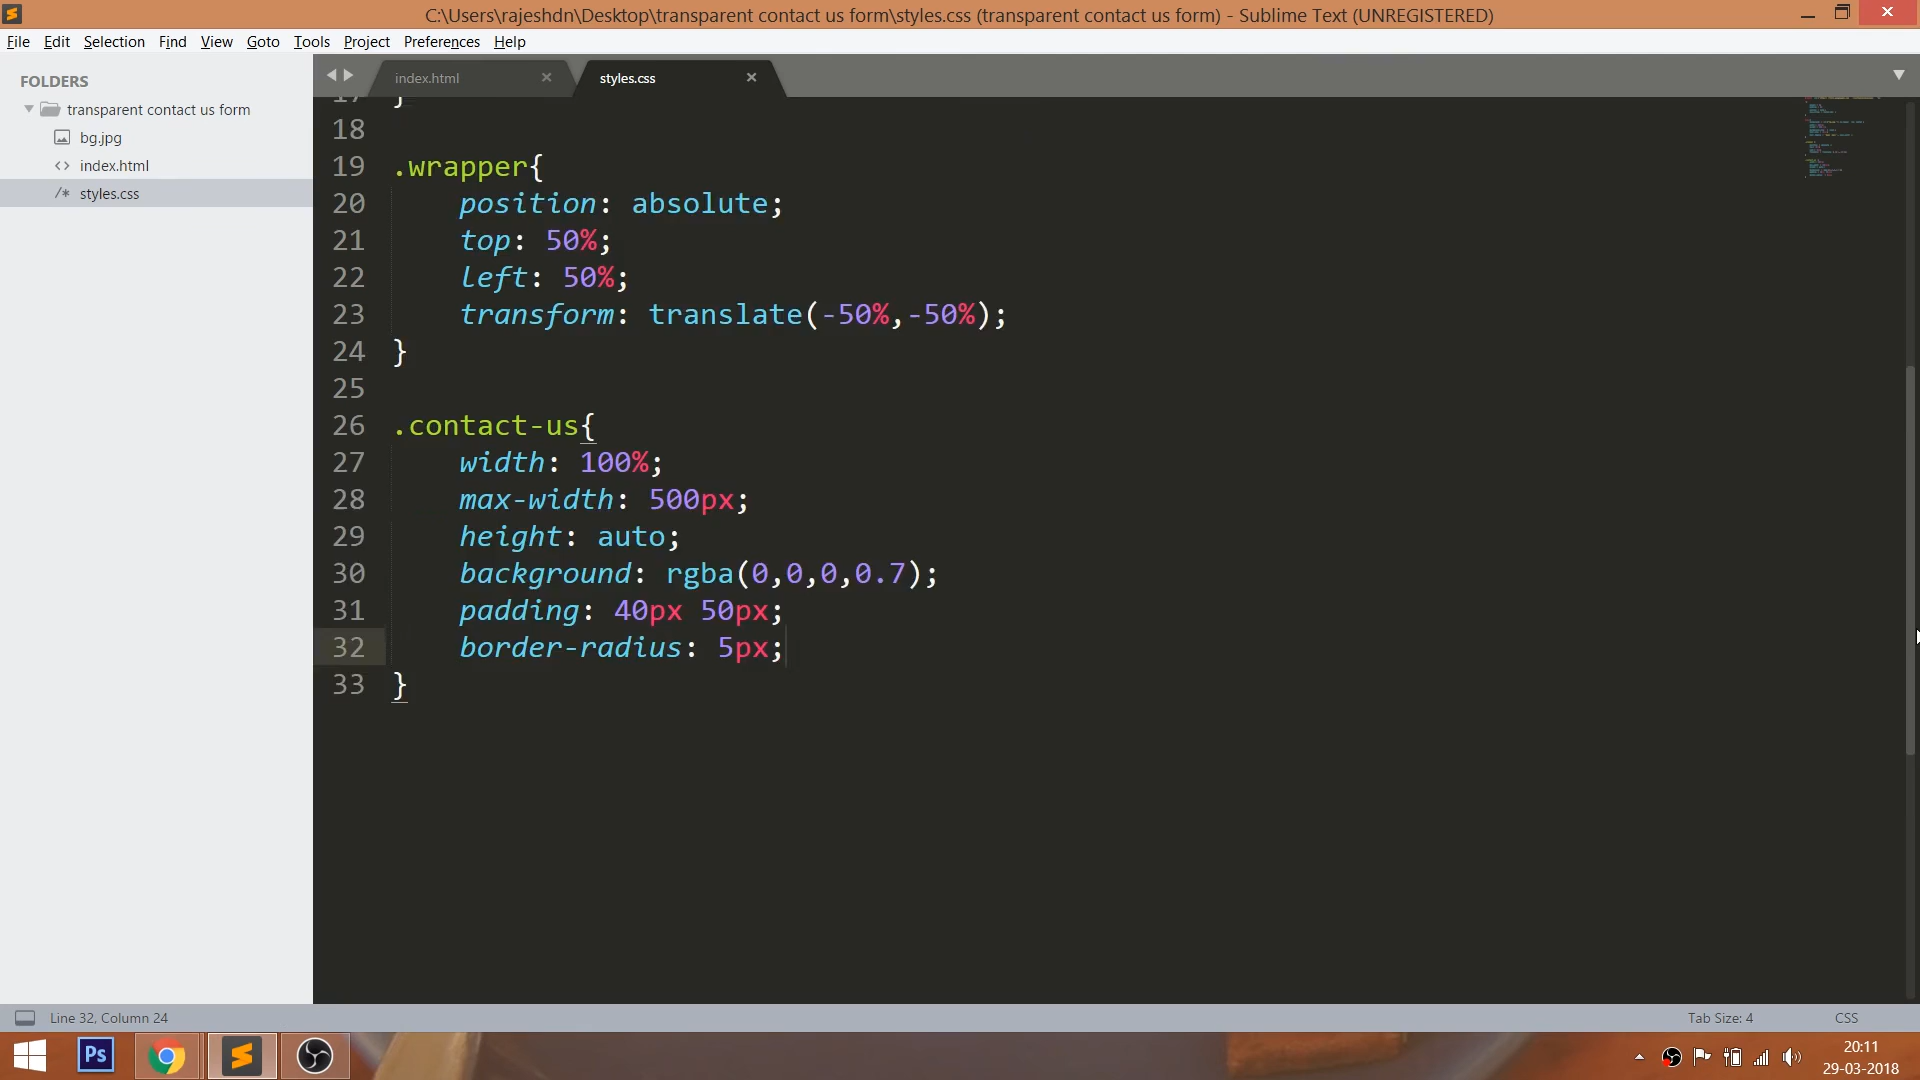 C:\Users\rajeshdn\Desktop\transparent contact us form\styles.css (transparent contact us form) - Sublime Text (UNREGISTERED)
File Edit Selection Find View Goto Tools Project Preferences Help
FOLDERS
transparent contact us form
bg.jpg
<> index.html
/* styles.css
index.html
styles.css
17 }
18
19 .wrapper{
20 position: absolute;
21 top: 50%;
22 left: 50%;
23 transform: translate(-50%,-50%);
24 }
25
26 .contact-us{
27 width: 100%;
28 max-width: 500px;
29 height: auto;
30 background: rgba(0,0,0,0.7);
31 padding: 40px 50px;
32 border-radius: 5px;
33 }
Line 32, Column 24
Tab Size: 4
CSS
Ps
20:11
29-03-2018